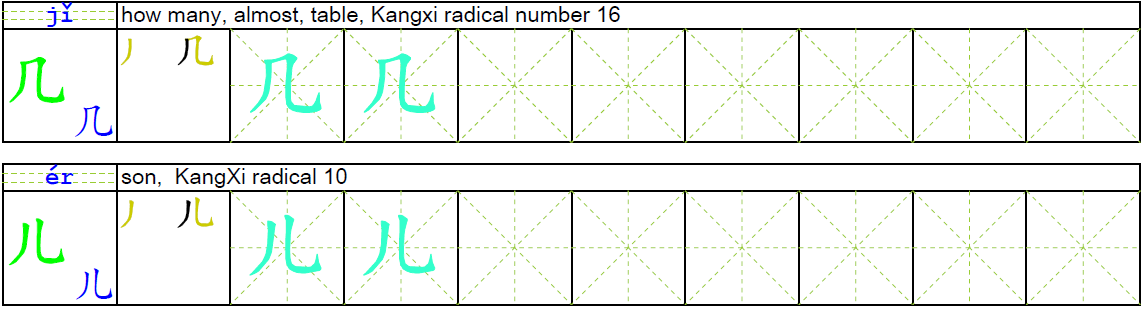 jǐ how many, almost, table, Kangxi radical number 16
几 丿 几 几 几
几
ér son, KangXi radical 10
儿 丿 儿 儿 儿
儿